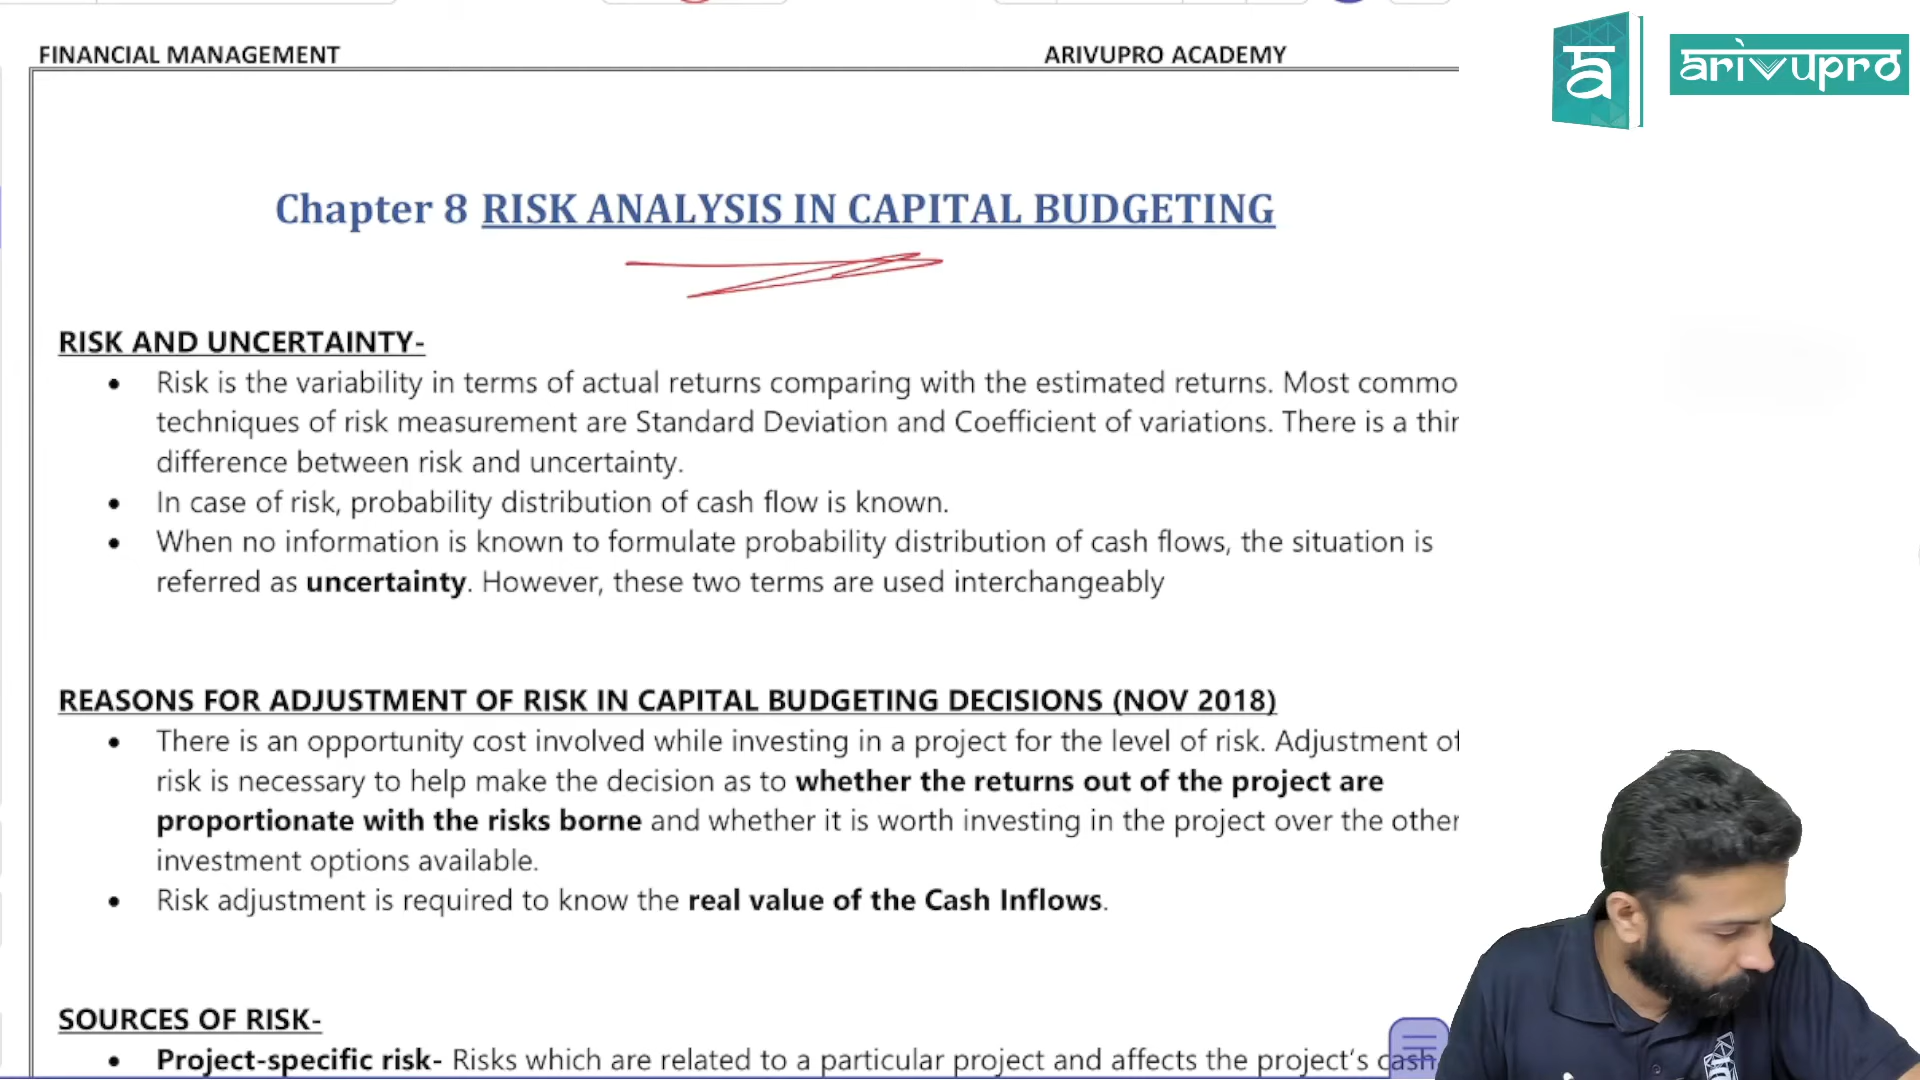 FINANCIAL MANAGEMENT
ARIVUPRO ACADEMY
arivupro
Chapter 8 RISK ANALYSIS IN CAPITAL BUDGETING
RISK AND UNCERTAINTY-
• Risk is the variability in terms of actual returns comparing with the estimated returns. Most commo
techniques of risk measurement are Standard Deviation and Coefficient of variations. There is a thin
difference between risk and uncertainty.
• In case of risk, probability distribution of cash flow is known.
• When no information is known to formulate probability distribution of cash flows, the situation is
referred as uncertainty. However, these two terms are used interchangeably
REASONS FOR ADJUSTMENT OF RISK IN CAPITAL BUDGETING DECISIONS (NOV 2018)
• There is an opportunity cost involved while investing in a project for the level of risk. Adjustment of
risk is necessary to help make the decision as to whether the returns out of the project are
proportionate with the risks borne and whether it is worth investing in the project over the other
investment options available.
• Risk adjustment is required to know the real value of the Cash Inflows.
SOURCES OF RISK-
• Project-specific risk- Risks which are related to a particular project and affects the project's cash